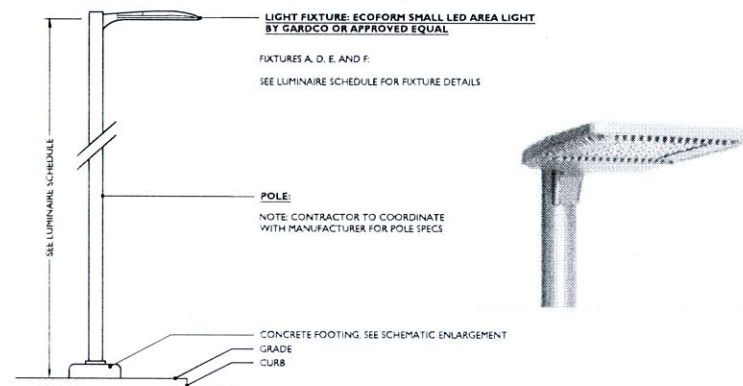 LIGHT FIXTURE: ECOFORM SMALL LED AREA LIGHT
BY GARDCO OR APPROVED EQUAL
FIXTURES A, D, E, AND F:
SEE LUMINAIRE SCHEDULE FOR FIXTURE DETAILS
SEE LUMINAIRE SCHEDULE
POLE:
NOTE: CONTRACTOR TO COORDINATE
WITH MANUFACTURER FOR POLE SPECS
CONCRETE FOOTING, SEE SCHEMATIC ENLARGEMENT
GRADE
CURB